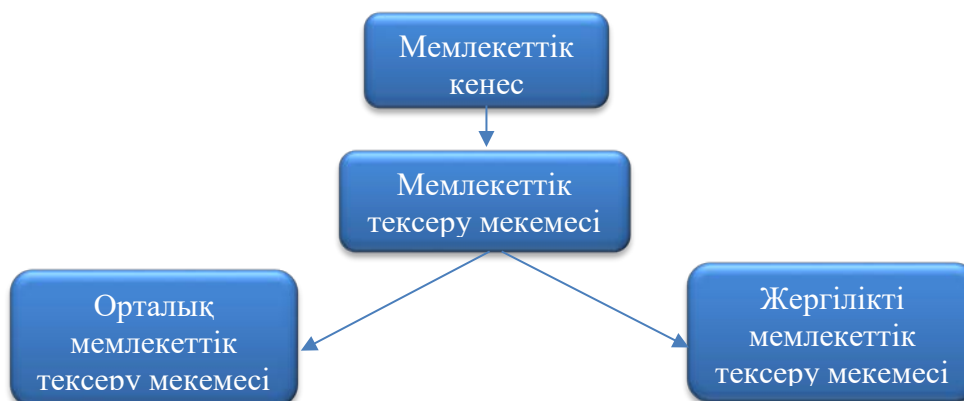 Мемлекеттік
кенес
Мемлекеттік
тексеру мекемесі
Орталық
мемлекеттік
тексеру мекемесі
Жергілікті
мемлекеттік
тексеру мекемесі